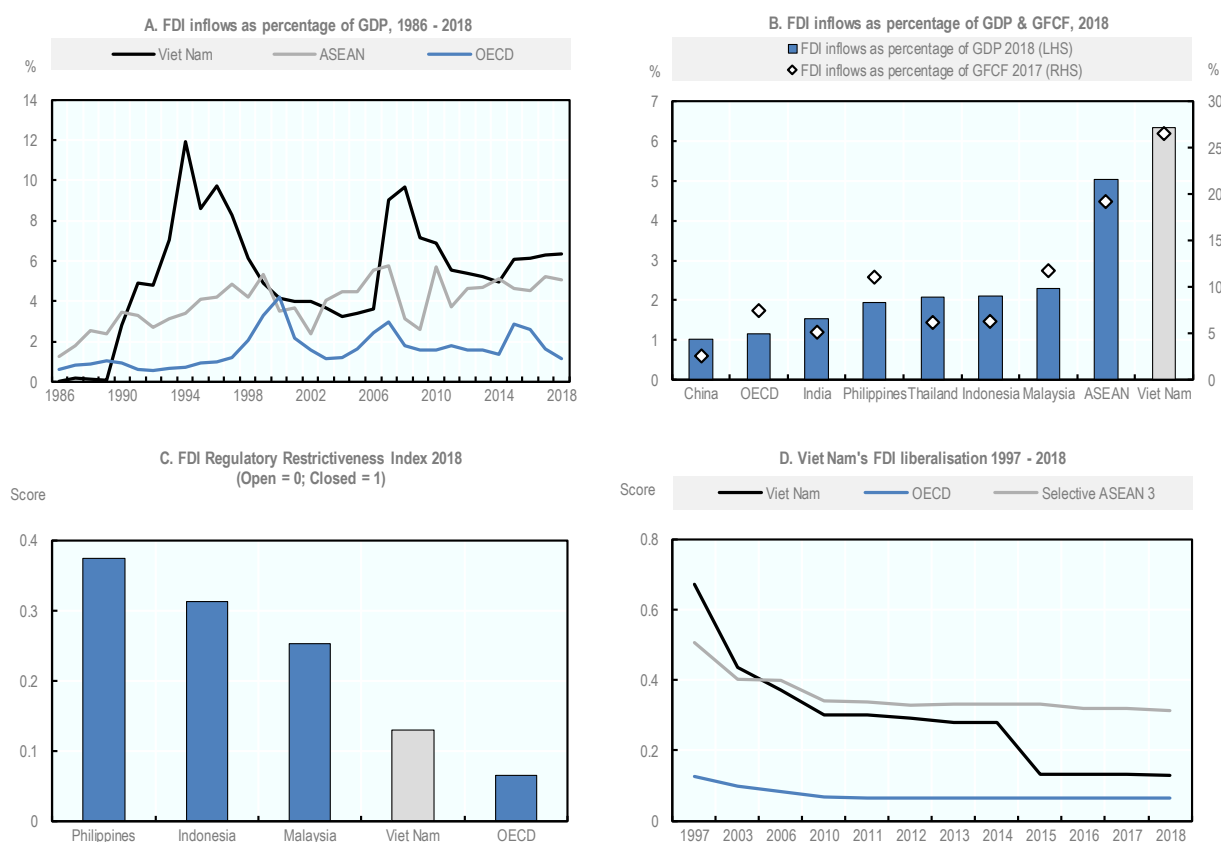 A. FDI inflows as percentage of GDP, 1986 - 2018
Viet Nam ASEAN OECD
%
14
12
10
8
6
4
2
0
1986 1990 1994 1998 2002 2006 2010 2014 2018
B. FDI inflows as percentage of GDP & GFCF, 2018
FDI inflows as percentage of GDP 2018 (LHS)
FDI inflows as percentage of GFCF 2017 (RHS)
% %
7 30
6 25
5 20
4 15
3 10
2 5
1 0
0
China OECD India Philippines Thailand Indonesia Malaysia ASEAN Viet Nam
C. FDI Regulatory Restrictiveness Index 2018
(Open = 0; Closed = 1)
Score
0.4
0.3
0.2
0.1
0
Philippines Indonesia Malaysia Viet Nam OECD
D. Viet Nam's FDI liberalisation 1997 - 2018
Score
Viet Nam OECD Selective ASEAN 3
0.8
0.6
0.4
0.2
0
1997 2003 2006 2010 2011 2012 2013 2014 2015 2016 2017 2018